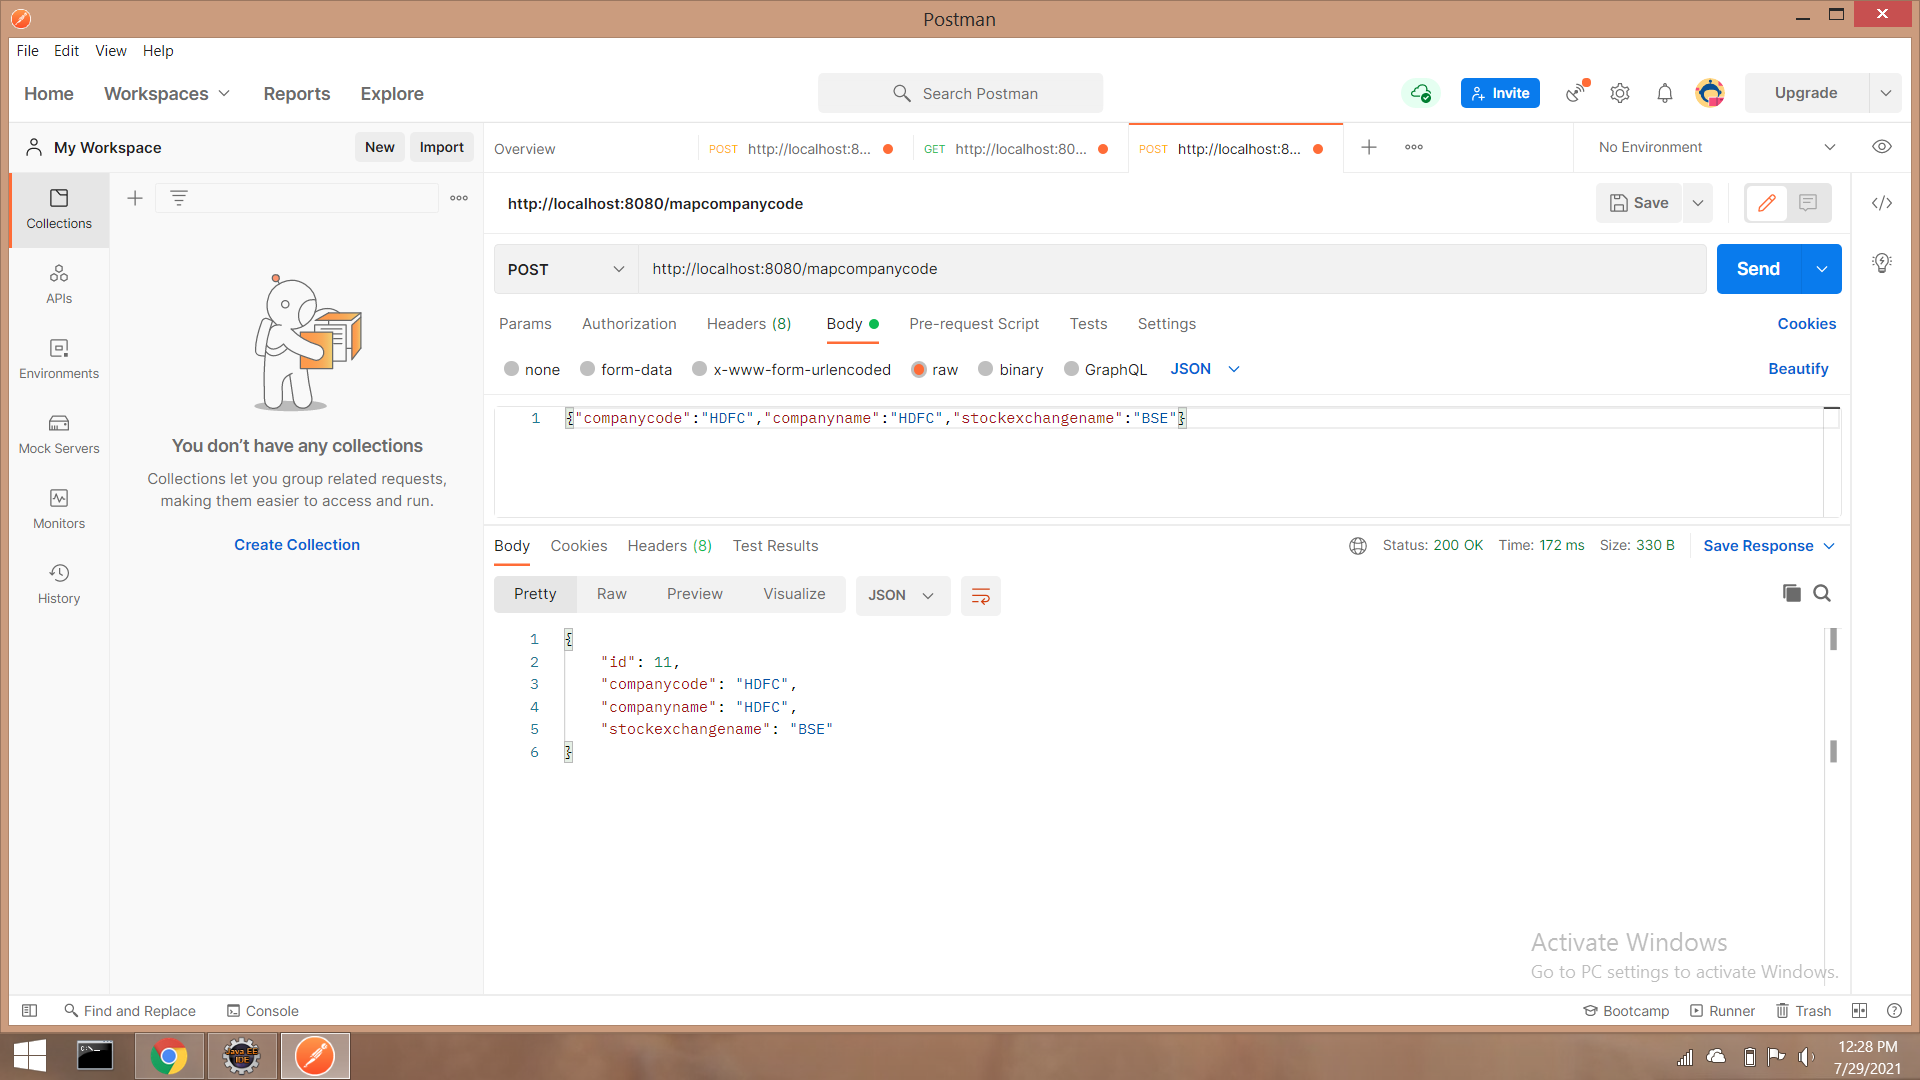 Postman
File Edit View Help
Home Workspaces Reports Explore
Search Postman
Invite
Upgrade
My Workspace
New
Import
Overview
POST http://localhost:8...
GET http://localhost:80...
POST http://localhost:8...
No Environment
Collections
APIs
Environments
Mock Servers
Monitors
History
You don't have any collections
Collections let you group related requests,
making them easier to access and run.
Create Collection
http://localhost:8080/mapcompanycode
Save
POST
http://localhost:8080/mapcompanycode
Send
Params Authorization Headers (8) Body Pre-request Script Tests Settings
Cookies
none form-data x-www-form-urlencoded raw binary GraphQL JSON
Beautify
1 {"companycode":"HDFC","companyname":"HDFC","stockexchangename":"BSE"}
Body Cookies Headers (8) Test Results
Status: 200 OK Time: 172 ms Size: 330 B
Save Response
Pretty Raw Preview Visualize JSON
1 {
2 "id": 11,
3 "companycode": "HDFC",
4 "companyname": "HDFC",
5 "stockexchangename": "BSE"
6 }
Activate Windows
Go to PC settings to activate Windows.
Find and Replace
Console
Bootcamp
Runner
Trash
C:\_
Java EE
IDE
12:28 PM
7/29/2021